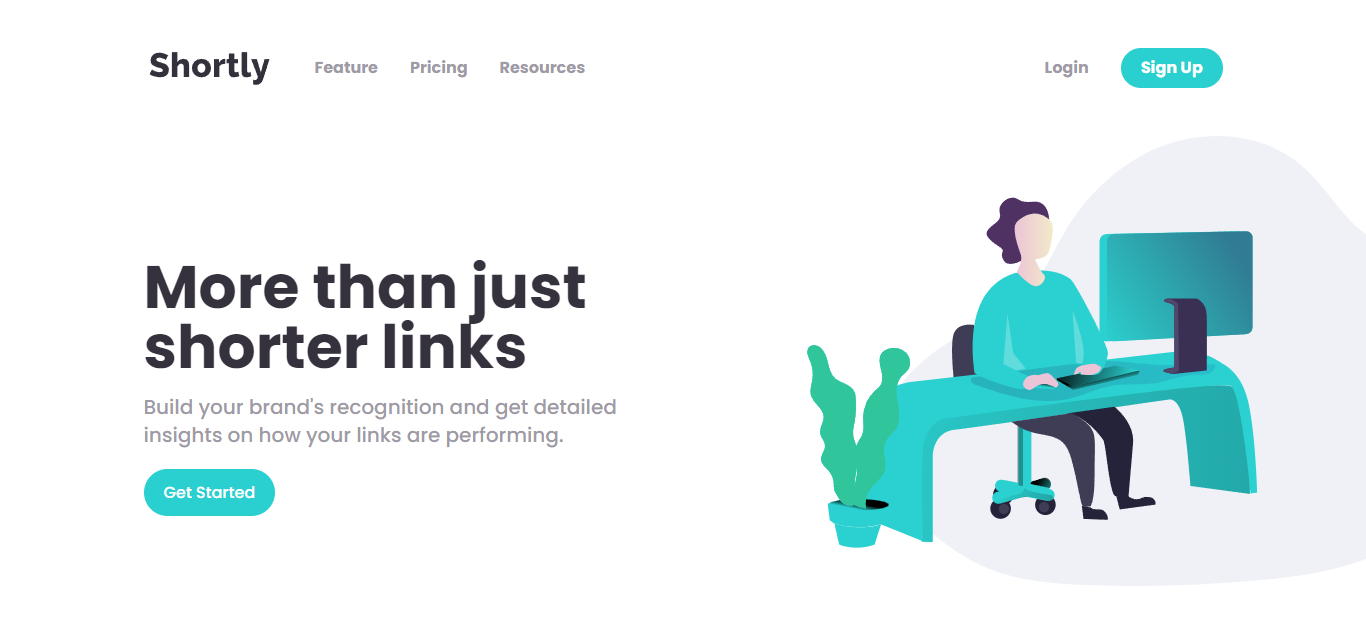 Shortly Feature Pricing Resources Login Sign Up
More than just
shorter links
Build your brand's recognition and get detailed
insights on how your links are performing.
Get Started